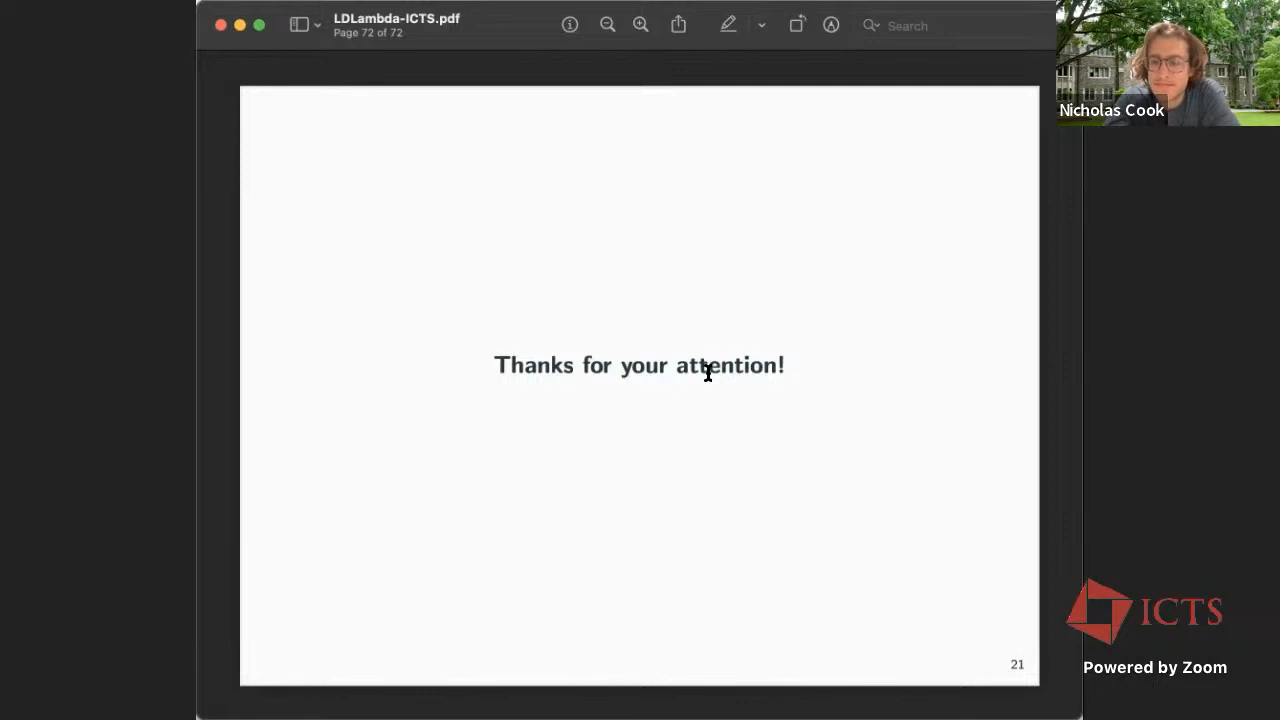 LDLambda-ICTS.pdf
Page 72 of 72
Search
Nicholas Cook
Thanks for your attention!
21
ICTS
Powered by Zoom